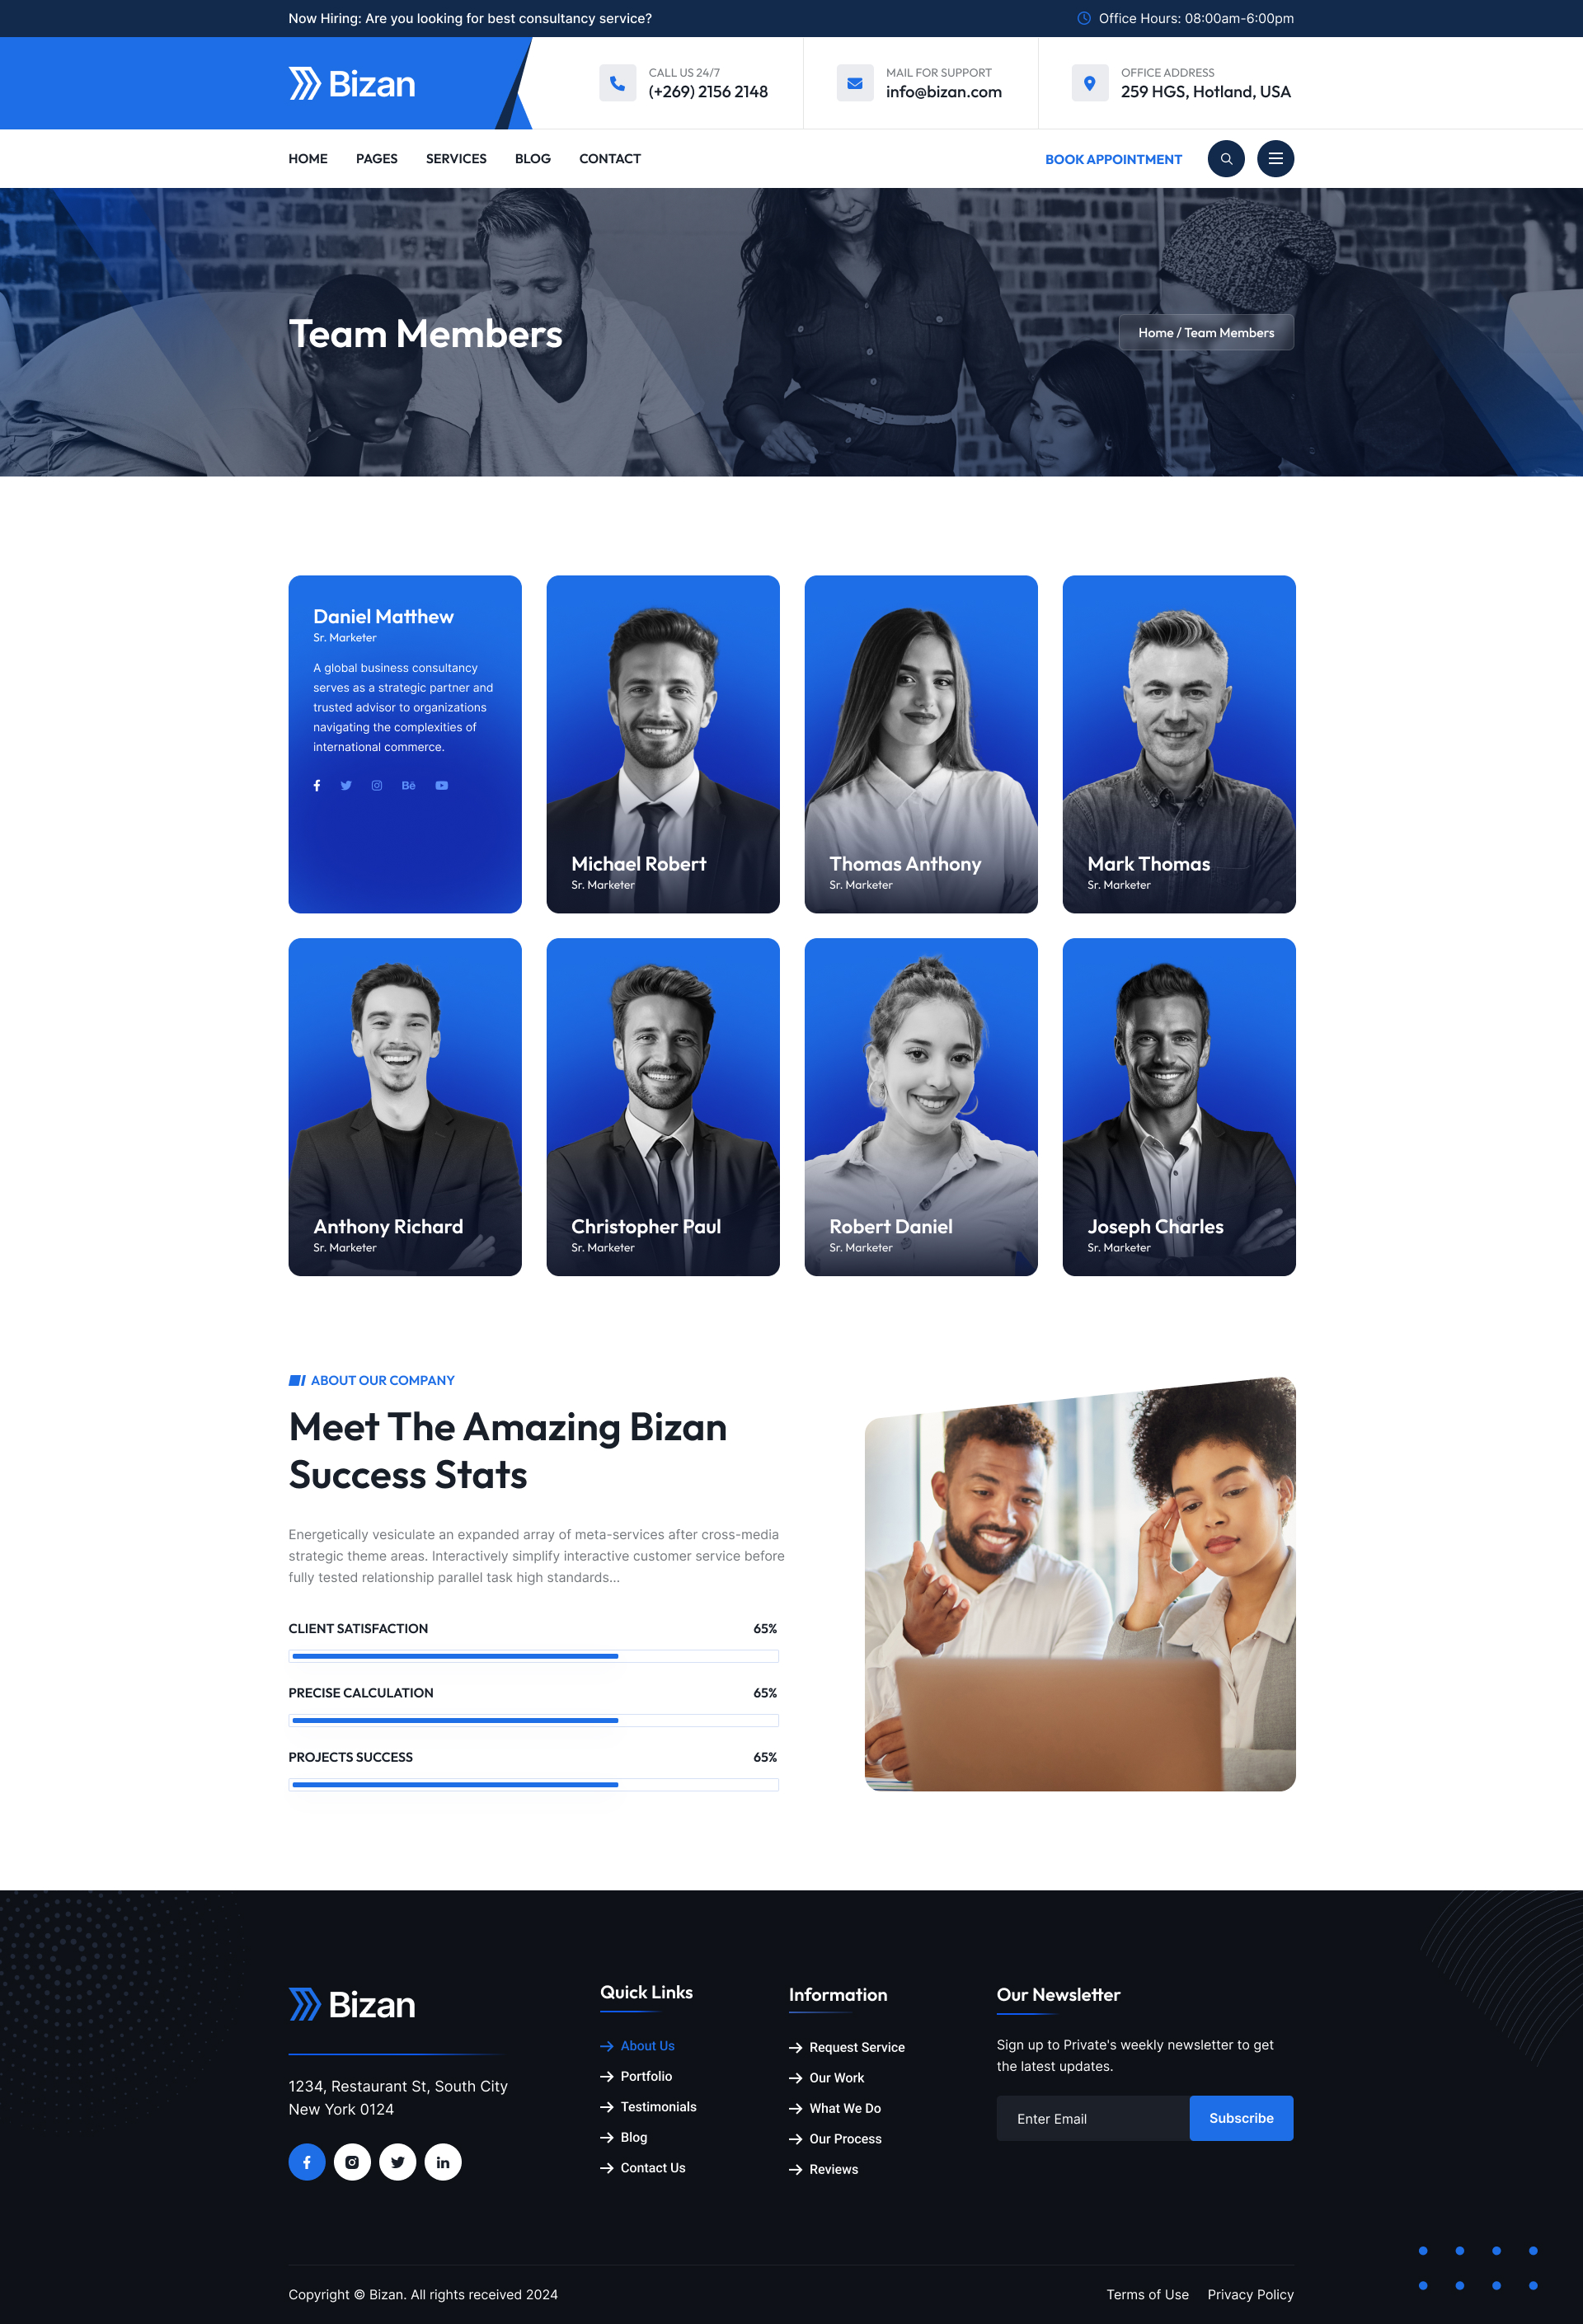 Now Hiring: Are you looking for best consultancy service?
Office Hours: 08:00am-6:00pm
Bizan
CALL US 24/7
(+269) 2156 2148
MAIL FOR SUPPORT
info@bizan.com
OFFICE ADDRESS
259 HGS, Hotland, USA
HOME PAGES SERVICES BLOG CONTACT
BOOK APPOINTMENT
Team Members
Home / Team Members
Daniel Matthew
Sr. Marketer
A global business consultancy
serves as a strategic partner and
trusted advisor to organizations
navigating the complexities of
international commerce.
Bē
Michael Robert
Sr. Marketer
Thomas Anthony
Sr. Marketer
Mark Thomas
Sr. Marketer
Anthony Richard
Sr. Marketer
Christopher Paul
Sr. Marketer
Robert Daniel
Sr. Marketer
Joseph Charles
Sr. Marketer
ABOUT OUR COMPANY
Meet The Amazing Bizan
Success Stats
Energetically vesiculate an expanded array of meta-services after cross-media
strategic theme areas. Interactively simplify interactive customer service before
fully tested relationship parallel task high standards...
CLIENT SATISFACTION 65%
PRECISE CALCULATION 65%
PROJECTS SUCCESS 65%
Bizan
1234, Restaurant St, South City
New York 0124
Quick Links
About Us
Portfolio
Testimonials
Blog
Contact Us
Information
Request Service
Our Work
What We Do
Our Process
Reviews
Our Newsletter
Sign up to Private's weekly newsletter to get
the latest updates.
Enter Email
Subscribe
Copyright © Bizan. All rights received 2024
Terms of Use Privacy Policy